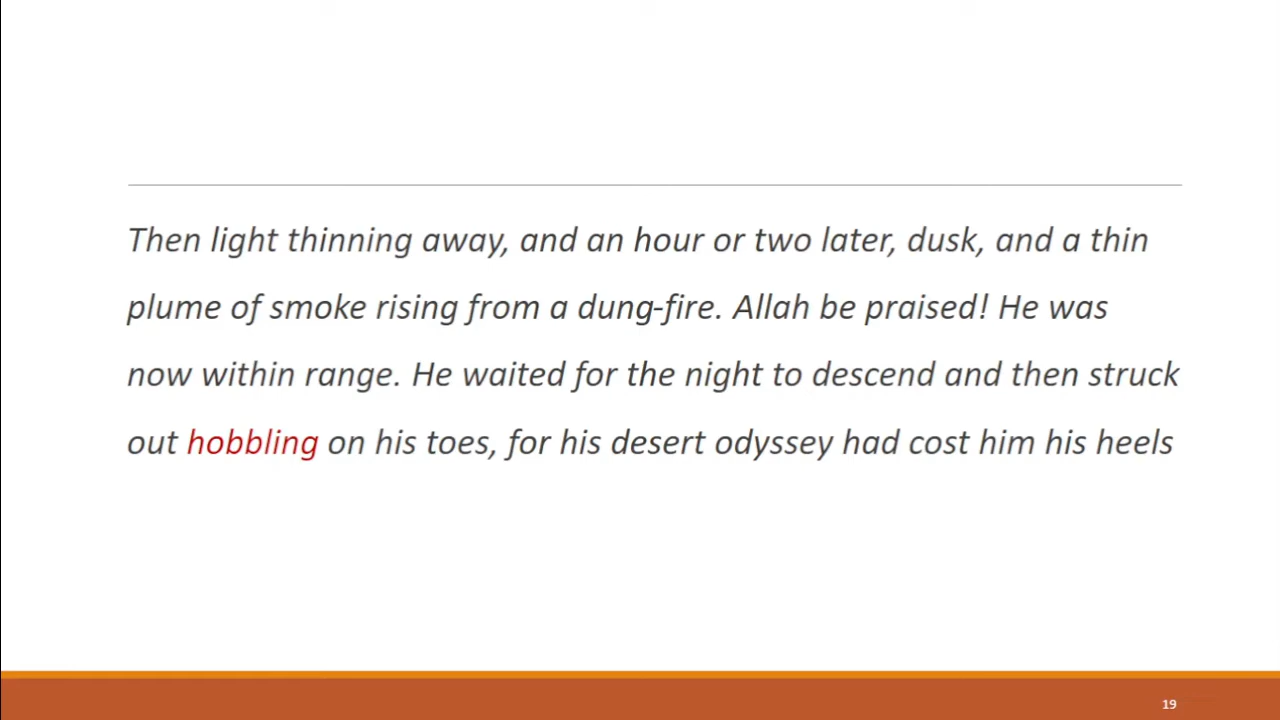 Then light thinning away, and an hour or two later, dusk, and a thin
plume of smoke rising from a dung-fire. Allah be praised! He was
now within range. He waited for the night to descend and then struck
out hobbling on his toes, for his desert odyssey had cost him his heels
19